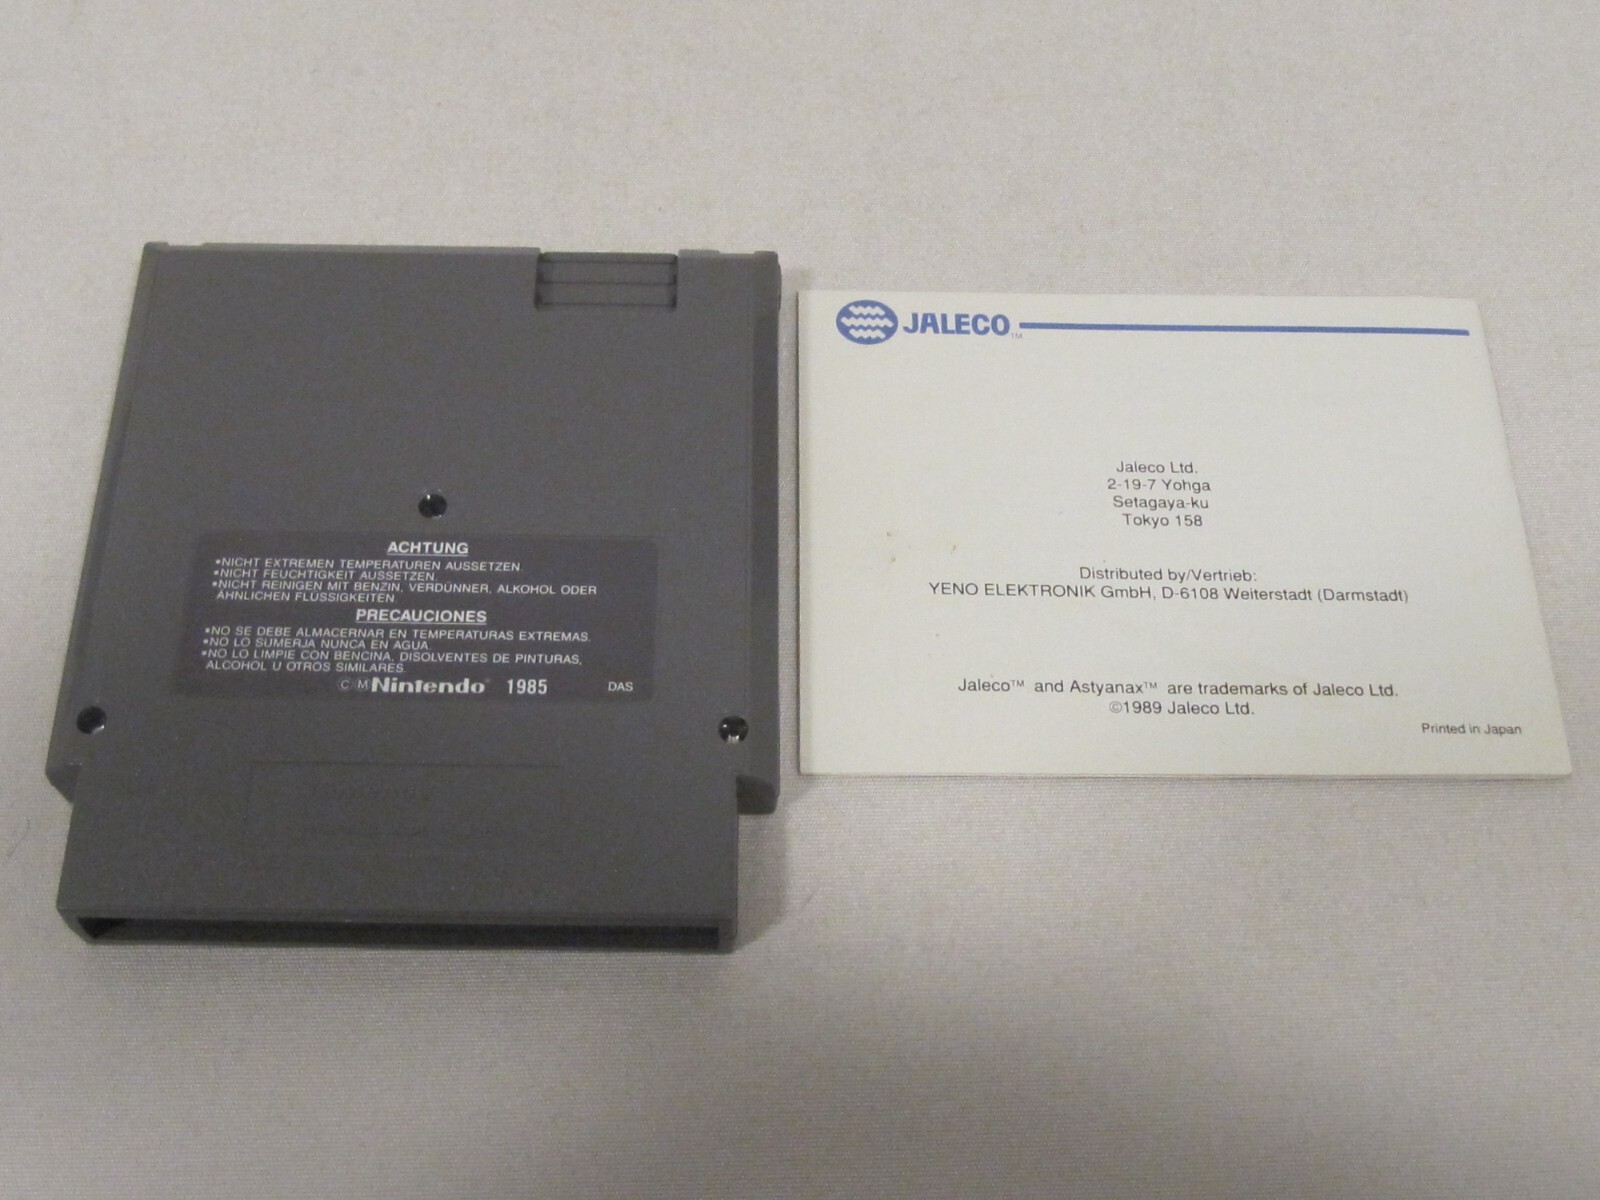 ACHTUNG
•NICHT EXTREMEN TEMPERATUREN AUSSETZEN.
•NICHT FEUCHTIGKEIT AUSSETZEN.
•NICHT REINIGEN MIT BENZIN, VERDÜNNER, ALKOHOL ODER
ÄHNLICHEN FLÜSSIGKEITEN.
PRECAUCIONES
•NO SE DEBE ALMACERNAR EN TEMPERATURAS EXTREMAS.
•NO LO SUMERJA NUNCA EN AGUA.
•NO LO LIMPIE CON BENCINA, DISOLVENTES DE PINTURAS,
ALCOHOL U OTROS SIMILARES.
© Ⓜ Nintendo® 1985 DAS
JALECO™
Jaleco Ltd.
2-19-7 Yohga
Setagaya-ku
Tokyo 158
Distributed by/Vertrieb:
YENO ELEKTRONIK GmbH, D-6108 Weiterstadt (Darmstadt)
Jaleco™ and Astyanax™ are trademarks of Jaleco Ltd.
©1989 Jaleco Ltd.
Printed in Japan